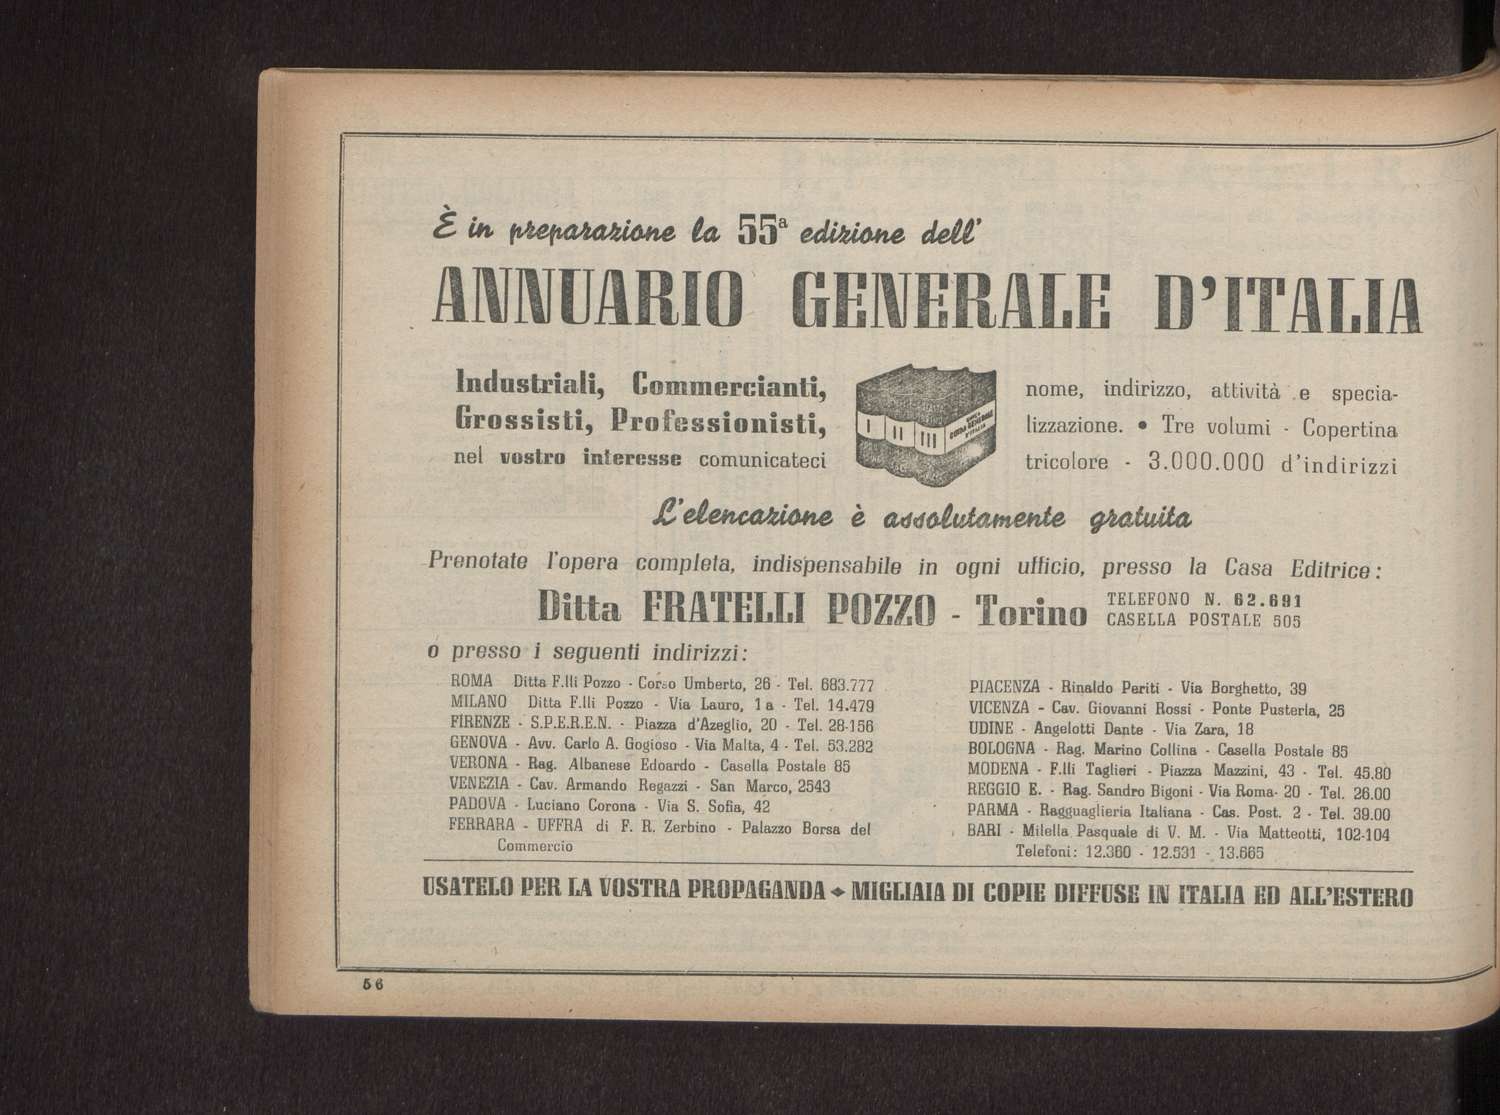 È in preparazione la 55ª edizione dell'
ANNUARIO GENERALE D'ITALIA
Industriali, Commercianti,
Grossisti, Professionisti,
nel vostro interesse comunicateci
I II III
GUIDA GENERALE
D'ITALIA
nome, indirizzo, attività e specia-
lizzazione. • Tre volumi - Copertina
tricolore - 3.000.000 d'indirizzi
L'elencazione è assolutamente gratuita
Prenotate l'opera completa, indispensabile in ogni ufficio, presso la Casa Editrice:
Ditta FRATELLI POZZO - Torino
TELEFONO N. 62.691
CASELLA POSTALE 505
o presso i seguenti indirizzi:
ROMA Ditta F.lli Pozzo - Corso Umberto, 26 - Tel. 683.777
MILANO Ditta F.lli Pozzo - Via Lauro, 1 a - Tel. 14.479
FIRENZE - S.P.E.R.E.N. - Piazza d'Azeglio, 20 - Tel. 28-156
GENOVA - Avv. Carlo A. Gogioso - Via Malta, 4 - Tel. 53.282
VERONA - Rag. Albanese Edoardo - Casella Postale 85
VENEZIA - Cav. Armando Regazzi - San Marco, 2543
PADOVA - Luciano Corona - Via S. Sofia, 42
FERRARA - UFFRA di F. R. Zerbino - Palazzo Borsa del
Commercio
PIACENZA - Rinaldo Periti - Via Borghetto, 39
VICENZA - Cav. Giovanni Rossi - Ponte Pusterla, 25
UDINE - Angelotti Dante - Via Zara, 18
BOLOGNA - Rag. Marino Collina - Casella Postale 85
MODENA - F.lli Taglieri - Piazza Mazzini, 43 - Tel. 45.80
REGGIO E. - Rag. Sandro Bigoni - Via Roma- 20 - Tel. 26.00
PARMA - Ragguaglieria Italiana - Cas. Post. 2 - Tel. 39.00
BARI - Milella Pasquale di V. M. - Via Matteotti, 102-104
Telefoni: 12.360 - 12.531 - 13.665
USATELO PER LA VOSTRA PROPAGANDA ✦ MIGLIAIA DI COPIE DIFFUSE IN ITALIA ED ALL'ESTERO
56